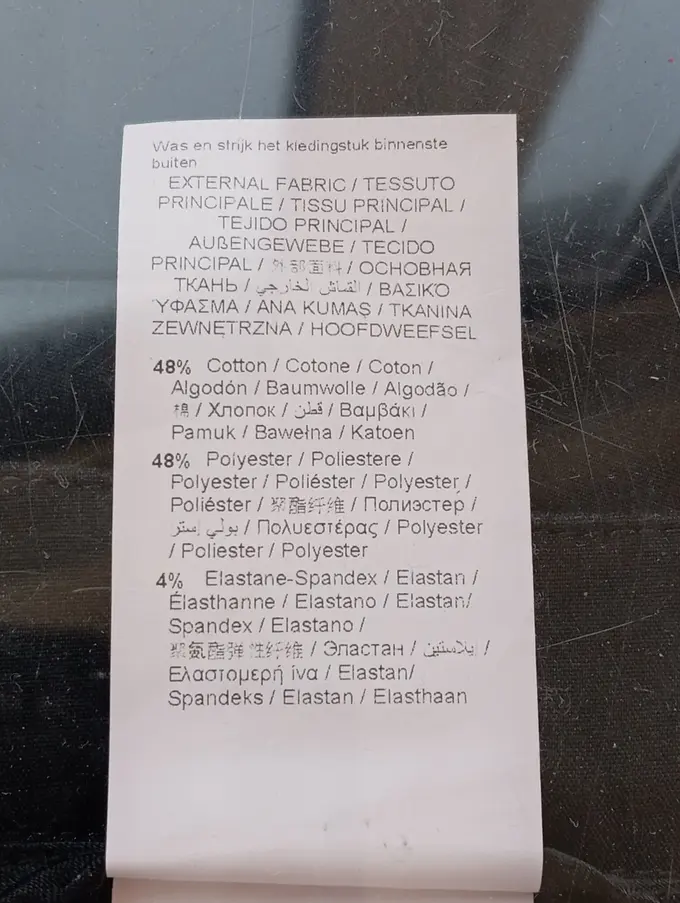 Was en strijk het kledingstuk binnenste
buiten
EXTERNAL FABRIC / TESSUTO
PRINCIPALE / TISSU PRINCIPAL /
TEJIDO PRINCIPAL /
AUßENGEWEBE / TECIDO
PRINCIPAL / 外部面料 / ОСНОВНАЯ
ТКАНЬ / القماش الخارجي / ΒΑΣΙΚΌ
ΎΦΑΣΜΑ / ANA KUMAŞ / TKANINA
ZEWNĘTRZNA / HOOFDWEEFSEL
48% Cotton / Cotone / Coton /
Algodón / Baumwolle / Algodão /
棉 / Хлопок / قطن / Βαμβάκι /
Pamuk / Bawełna / Katoen
48% Polyester / Poliestere /
Polyester / Poliéster / Polyester /
Poliéster / 聚酯纤维 / Полиэстер /
بولي إستر / Πολυεστέρας / Polyester
/ Poliester / Polyester
4% Elastane-Spandex / Elastan /
Élasthanne / Elastano / Elastan/
Spandex / Elastano /
聚氨酯弹性纤维 / Эластан / إيلاستين /
Ελαστομερή ίνα / Elastan/
Spandeks / Elastan / Elasthaan